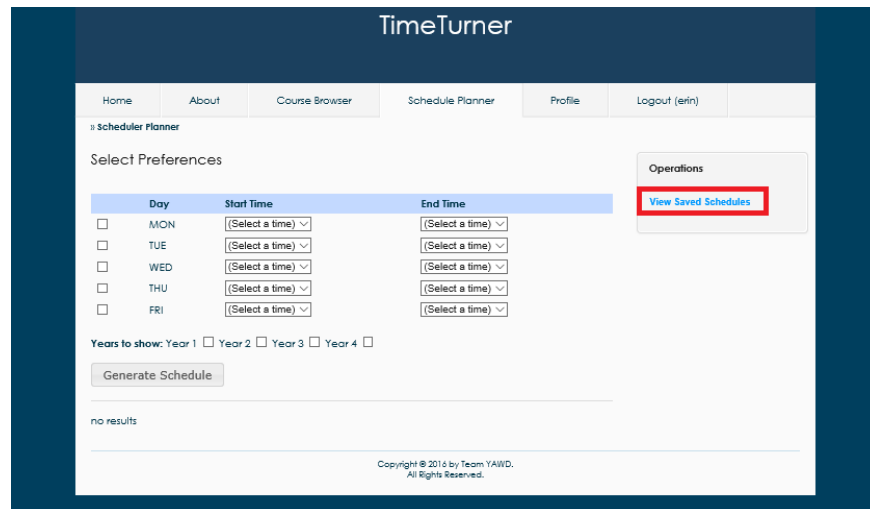 TimeTurner
Home About Course Browser Schedule Planner Profile Logout (erin)
» Scheduler Planner
Select Preferences
Operations
View Saved Schedules
Day Start Time End Time
MON (Select a time) (Select a time)
TUE (Select a time) (Select a time)
WED (Select a time) (Select a time)
THU (Select a time) (Select a time)
FRI (Select a time) (Select a time)
Years to show: Year 1 Year 2 Year 3 Year 4
Generate Schedule
no results
Copyright © 2016 by Team YAWD.
All Rights Reserved.